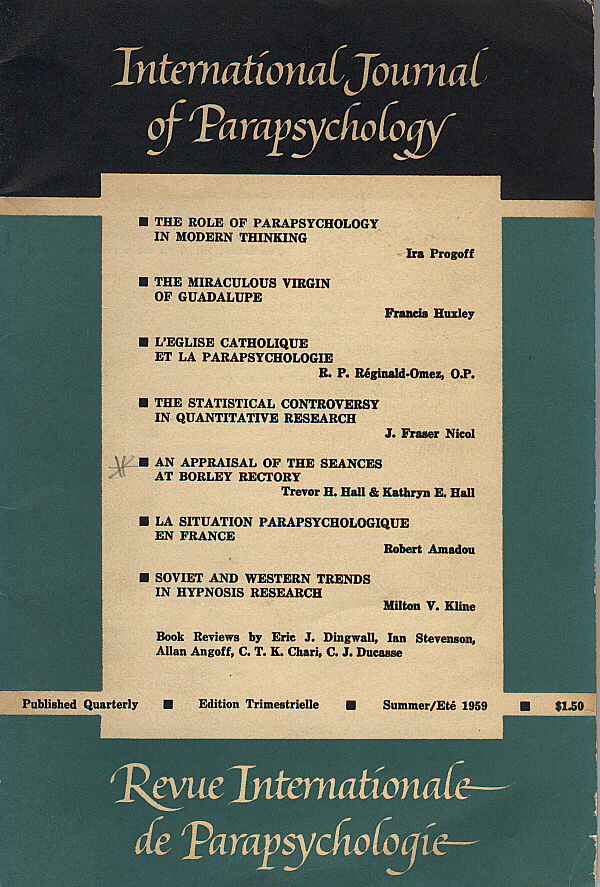 International Journal
of Parapsychology
■ THE ROLE OF PARAPSYCHOLOGY
IN MODERN THINKING
Ira Progoff
■ THE MIRACULOUS VIRGIN
OF GUADALUPE
Francis Huxley
■ L'EGLISE CATHOLIQUE
ET LA PARAPSYCHOLOGIE
R. P. Réginald-Omez, O.P.
■ THE STATISTICAL CONTROVERSY
IN QUANTITATIVE RESEARCH
J. Fraser Nicol
■ AN APPRAISAL OF THE SEANCES
AT BORLEY RECTORY
Trevor H. Hall & Kathryn E. Hall
■ LA SITUATION PARAPSYCHOLOGIQUE
EN FRANCE
Robert Amadou
■ SOVIET AND WESTERN TRENDS
IN HYPNOSIS RESEARCH
Milton V. Kline
Book Reviews by Eric J. Dingwall, Ian Stevenson,
Allan Angoff, C. T. K. Chari, C. J. Ducasse
Published Quarterly ■ Edition Trimestrielle ■ Summer/Eté 1959 ■ $1.50
Revue Internationale
de Parapsychologie